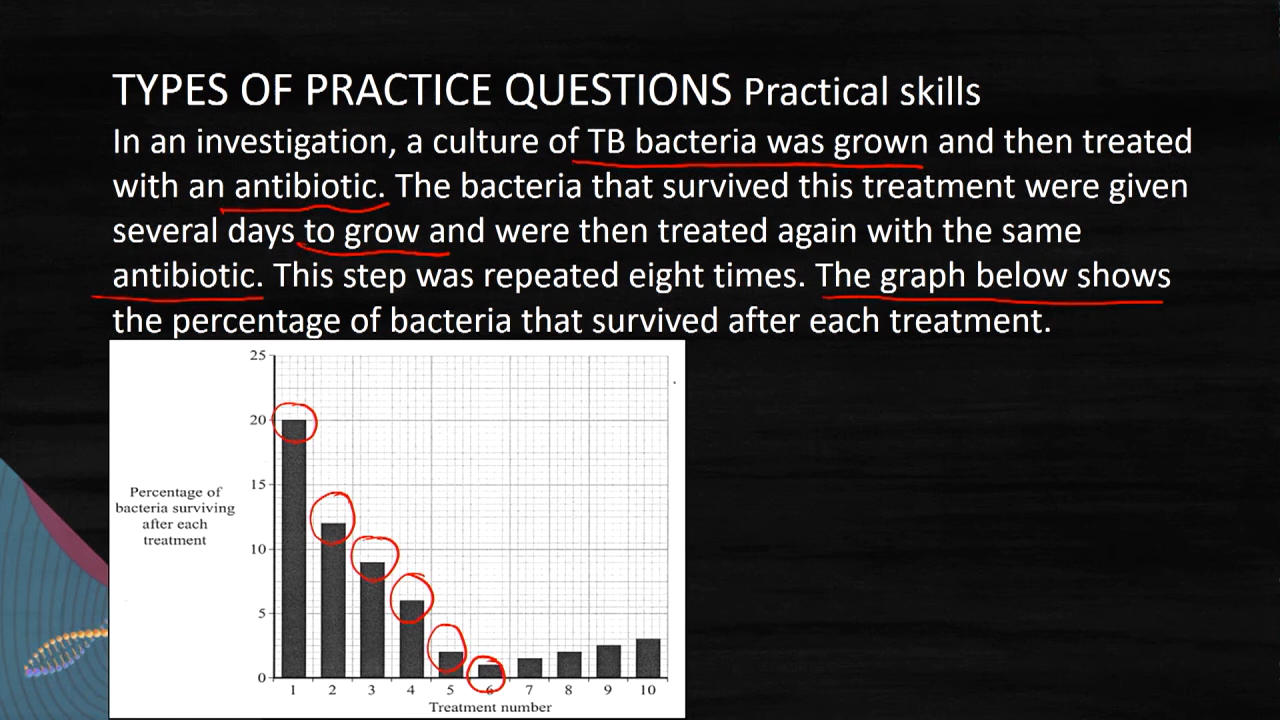 TYPES OF PRACTICE QUESTIONS Practical skills
In an investigation, a culture of TB bacteria was grown and then treated
with an antibiotic. The bacteria that survived this treatment were given
several days to grow and were then treated again with the same
antibiotic. This step was repeated eight times. The graph below shows
the percentage of bacteria that survived after each treatment.
25
20
15
10
5
0
Percentage of
bacteria surviving
after each
treatment
1 2 3 4 5 6 7 8 9 10
Treatment number